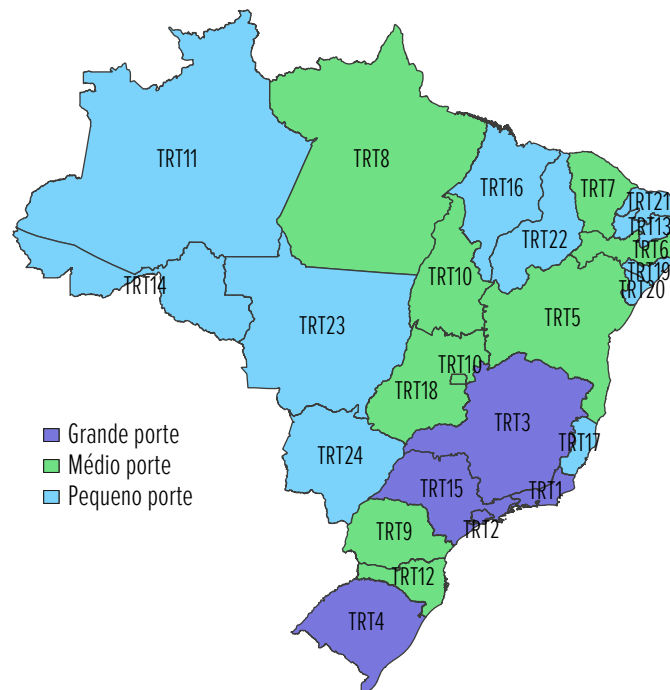 TRT11
TRT8
TRT16
TRT7
TRT21
TRT13
TRT22
TRT6
TRT19
TRT14
TRT10
TRT20
TRT23
TRT5
TRT10
TRT18
TRT3
Grande porte
TRT17
Médio porte
TRT24
Pequeno porte
TRT15
TRT1
TRT2
TRT9
TRT12
TRT4